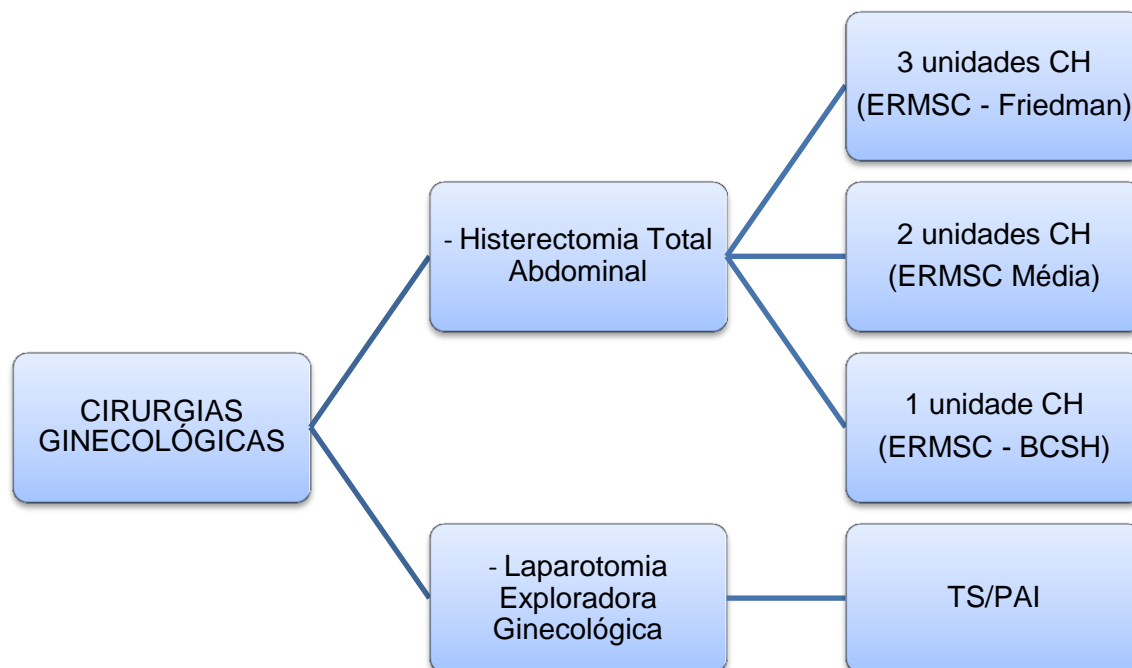 CIRURGIAS
GINECOLÓGICAS
- Histerectomia Total
Abdominal
3 unidades CH
(ERMSC - Friedman)
2 unidades CH
(ERMSC Média)
1 unidade CH
(ERMSC - BCSH)
- Laparotomia
Exploradora
Ginecológica
TS/PAI